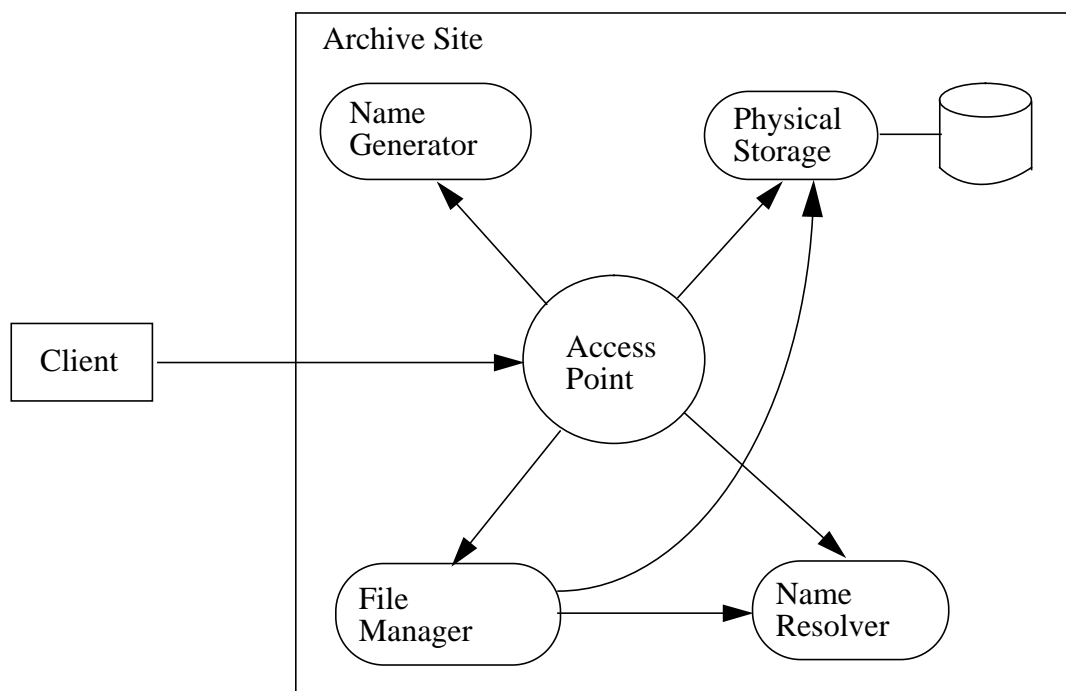 Archive Site
Name
Generator
Physical
Storage
Client
Access
Point
File
Manager
Name
Resolver